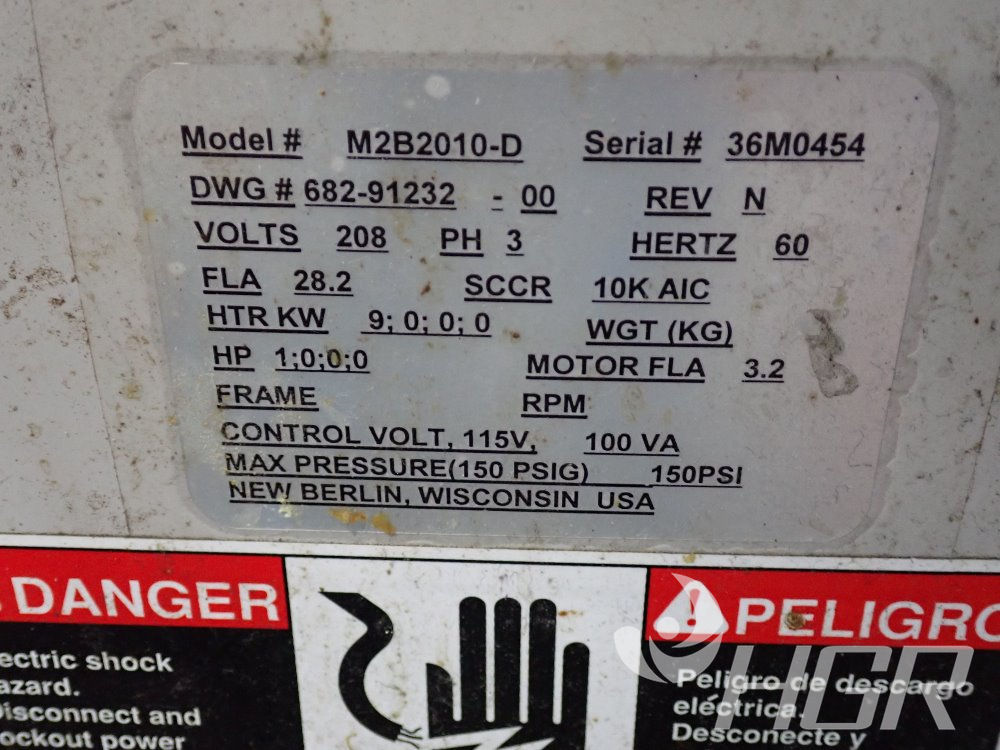 Model # M2B2010-D Serial # 36M0454
DWG # 682-91232 - 00 REV N
VOLTS 208 PH 3 HERTZ 60
FLA 28.2 SCCR 10K AIC
HTR KW 9; 0; 0; 0 WGT (KG)
HP 1;0;0;0 MOTOR FLA 3.2
FRAME RPM
CONTROL VOLT, 115V, 100 VA
MAX PRESSURE(150 PSIG) 150PSI
NEW BERLIN, WISCONSIN USA
DANGER
ectric shock
azard.
Disconnect and
ockout power
PELIGRO
Peligro de descargo
eléctrica.
Desconecte y
HGR